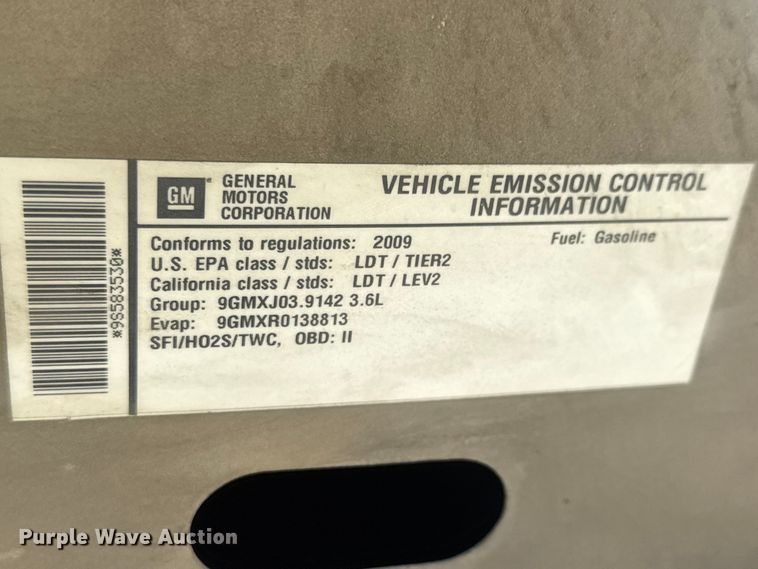 GM
GENERAL
MOTORS
CORPORATION
VEHICLE EMISSION CONTROL
INFORMATION
Conforms to regulations: 2009
Fuel: Gasoline
U.S. EPA class / stds: LDT / TIER2
California class / stds: LDT / LEV2
Group: 9GMXJ03.9142 3.6L
Evap: 9GMXR0138813
SFI/HO2S/TWC, OBD: II
*98583530*
Purple Wave Auction